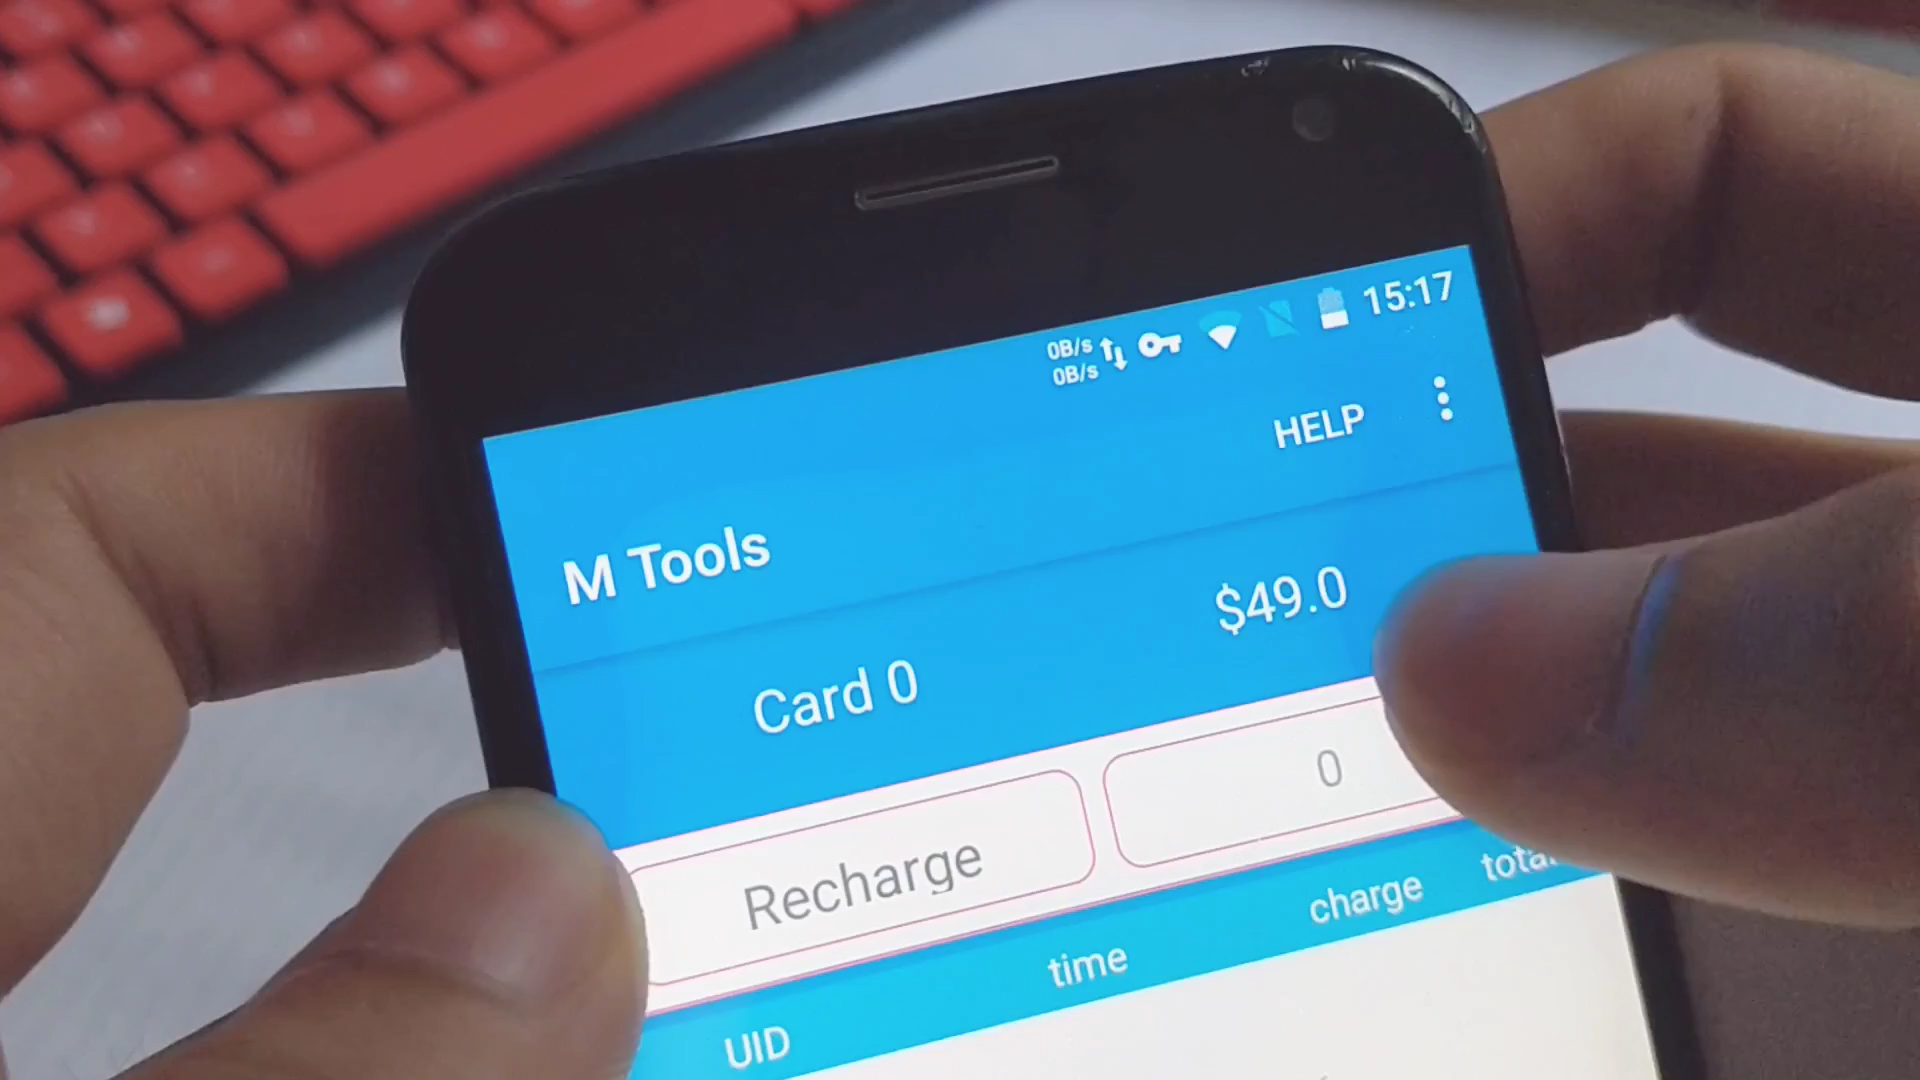 0B/s
0B/s
15:17
HELP
M Tools
Card 0 $49.0
Recharge 0
UID time charge